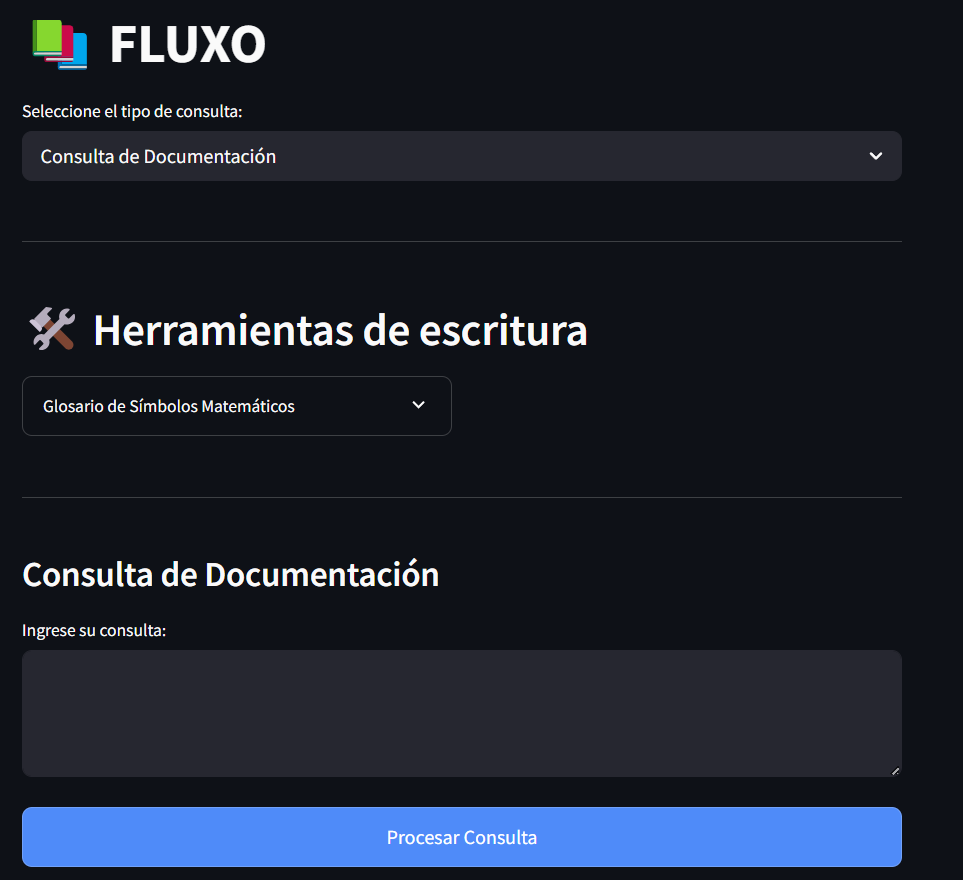 FLUXO
Seleccione el tipo de consulta:
Consulta de Documentación
Herramientas de escritura
Glosario de Símbolos Matemáticos
Consulta de Documentación
Ingrese su consulta:
Procesar Consulta